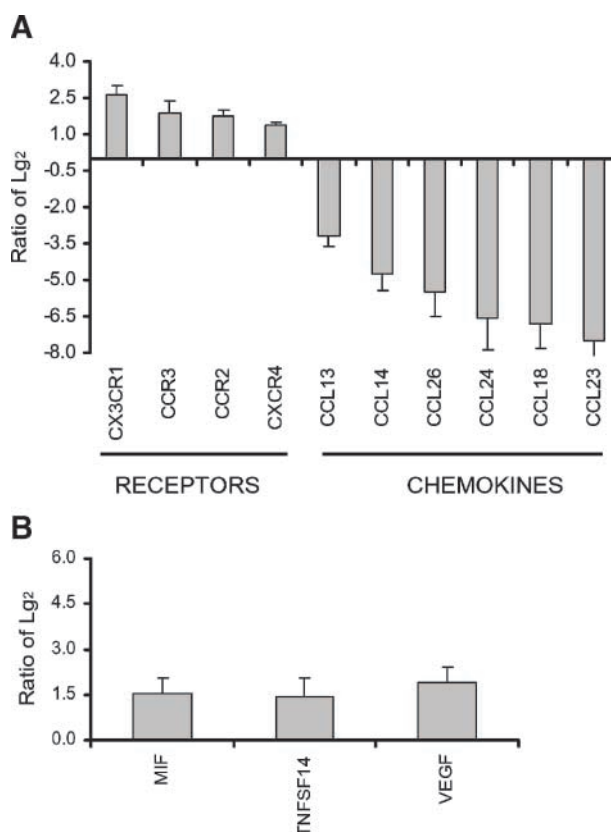 A
Ratio of Lg2
4.0
2.5
1.0
-0.5
-2.0
-3.5
-5.0
-6.5
-8.0
CX3CR1
CCR3
CCR2
CXCR4
CCL13
CCL14
CCL26
CCL24
CCL18
CCL23
RECEPTORS
CHEMOKINES
B
Ratio of Lg2
6.0
4.5
3.0
1.5
0.0
MIF
TNFSF14
VEGF